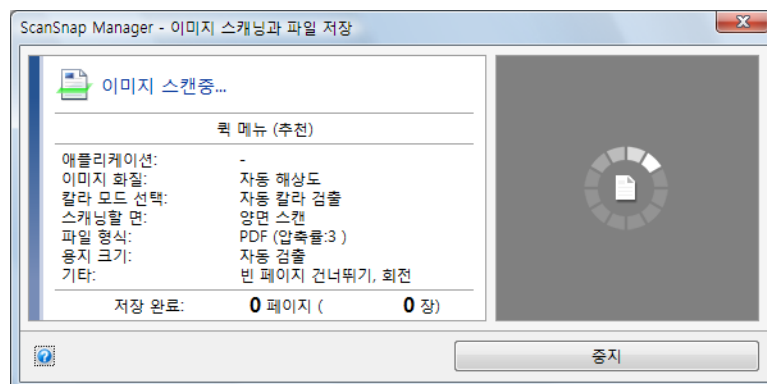 ScanSnap Manager - 이미지 스캐닝과 파일 저장
이미지 스캔중...
퀵 메뉴 (추천)
애플리케이션: -
이미지 화질: 자동 해상도
칼라 모드 선택: 자동 칼라 검출
스캐닝할 면: 양면 스캔
파일 형식: PDF (압축률:3 )
용지 크기: 자동 검출
기타: 빈 페이지 건너뛰기, 회전
저장 완료: 0 페이지 ( 0 장)
중지